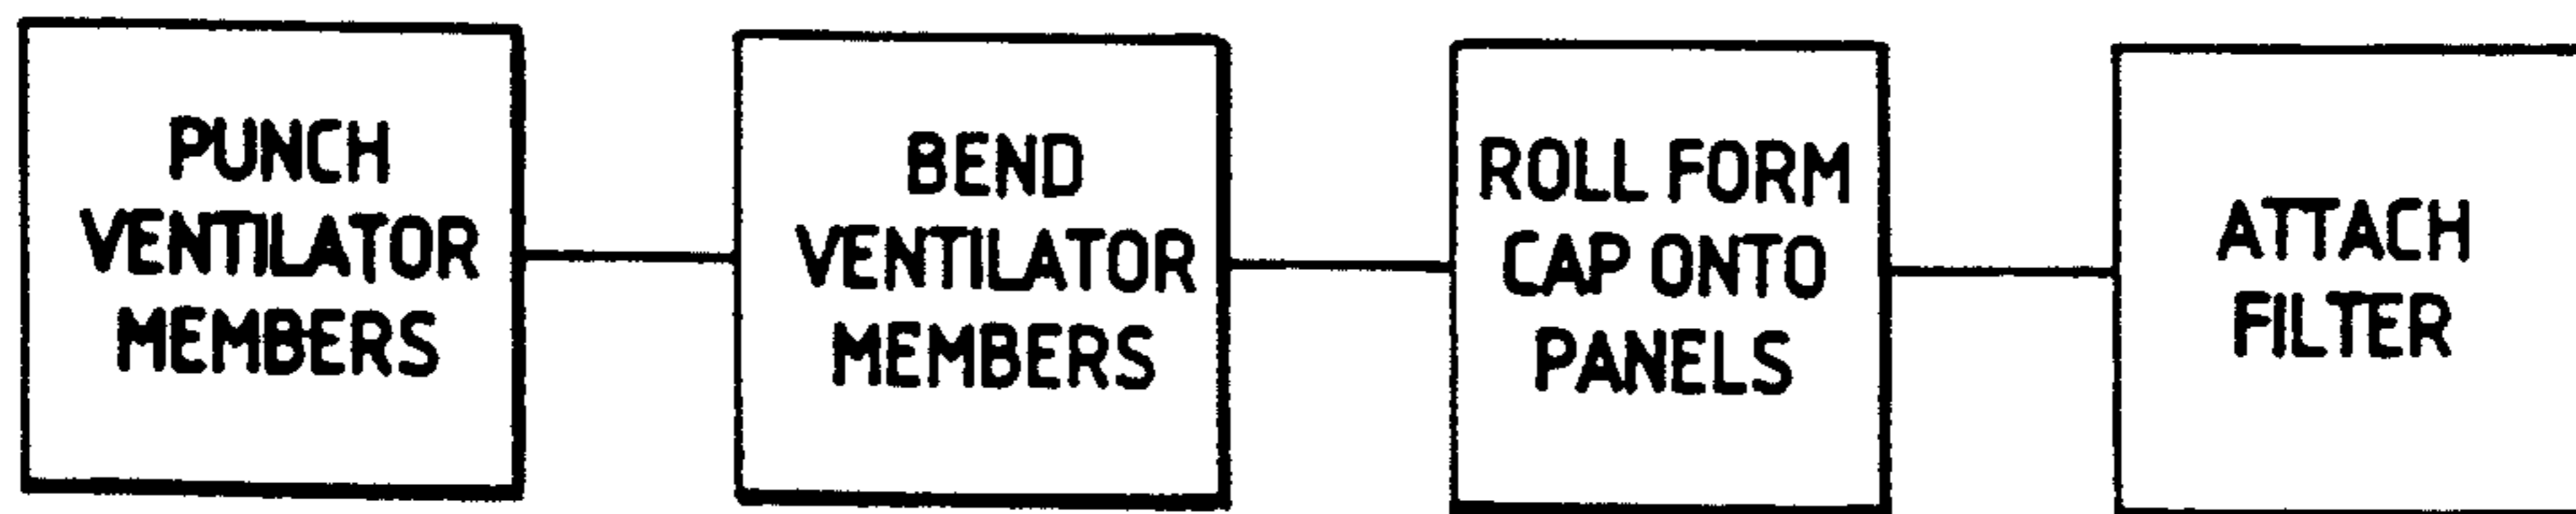 PUNCH
VENTILATOR
MEMBERS
BEND
VENTILATOR
MEMBERS
ROLL FORM
CAP ONTO
PANELS
ATTACH
FILTER